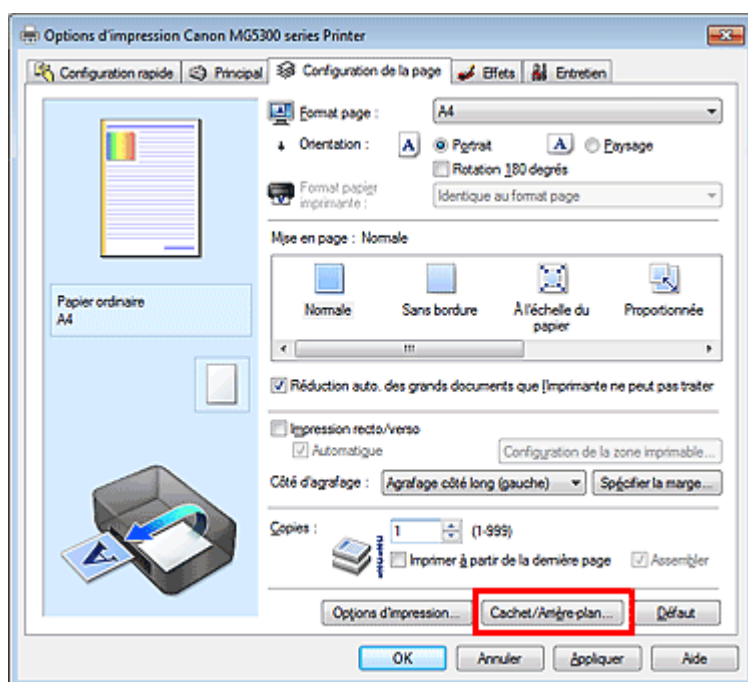 Options d'impression Canon MG5300 series Printer
Configuration rapide Principal Configuration de la page Effets Entretien
Format page : A4
Orientation : A Portrait A Paysage
Rotation 180 degrés
Format papier imprimante : Identique au format page
Mise en page : Normale
Normale Sans bordure À l'échelle du papier Proportionnée
Papier ordinaire
A4
Réduction auto. des grands documents que l'imprimante ne peut pas traiter
Impression recto/verso
Automatique Configuration de la zone imprimable...
Côté d'agrafage : Agrafage côté long (gauche) Spécifier la marge...
Copies : 1 (1-999)
Imprimer à partir de la dernière page Assembler
Options d'impression... Cachet/Arrière-plan... Défaut
OK Annuler Appliquer Aide